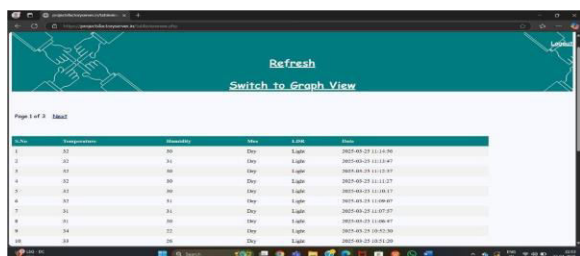 Logout
Refresh
Switch to Graph View
Page 1 of 3 Next
S.No Temperature Humidity Mos LDR Date
1 32 30 Dry Light 2025-03-25 11:14:56
2 32 31 Dry Light 2025-03-25 11:13:47
3 32 30 Dry Light 2025-03-25 11:12:37
4 32 30 Dry Light 2025-03-25 11:11:27
5 32 30 Dry Light 2025-03-25 11:10:17
6 32 31 Dry Light 2025-03-25 11:09:07
7 31 31 Dry Light 2025-03-25 11:07:57
8 31 30 Dry Light 2025-03-25 11:06:47
9 34 22 Dry Light 2025-03-25 10:52:30
10 35 26 Dry Light 2025-03-25 10:51:20
Search